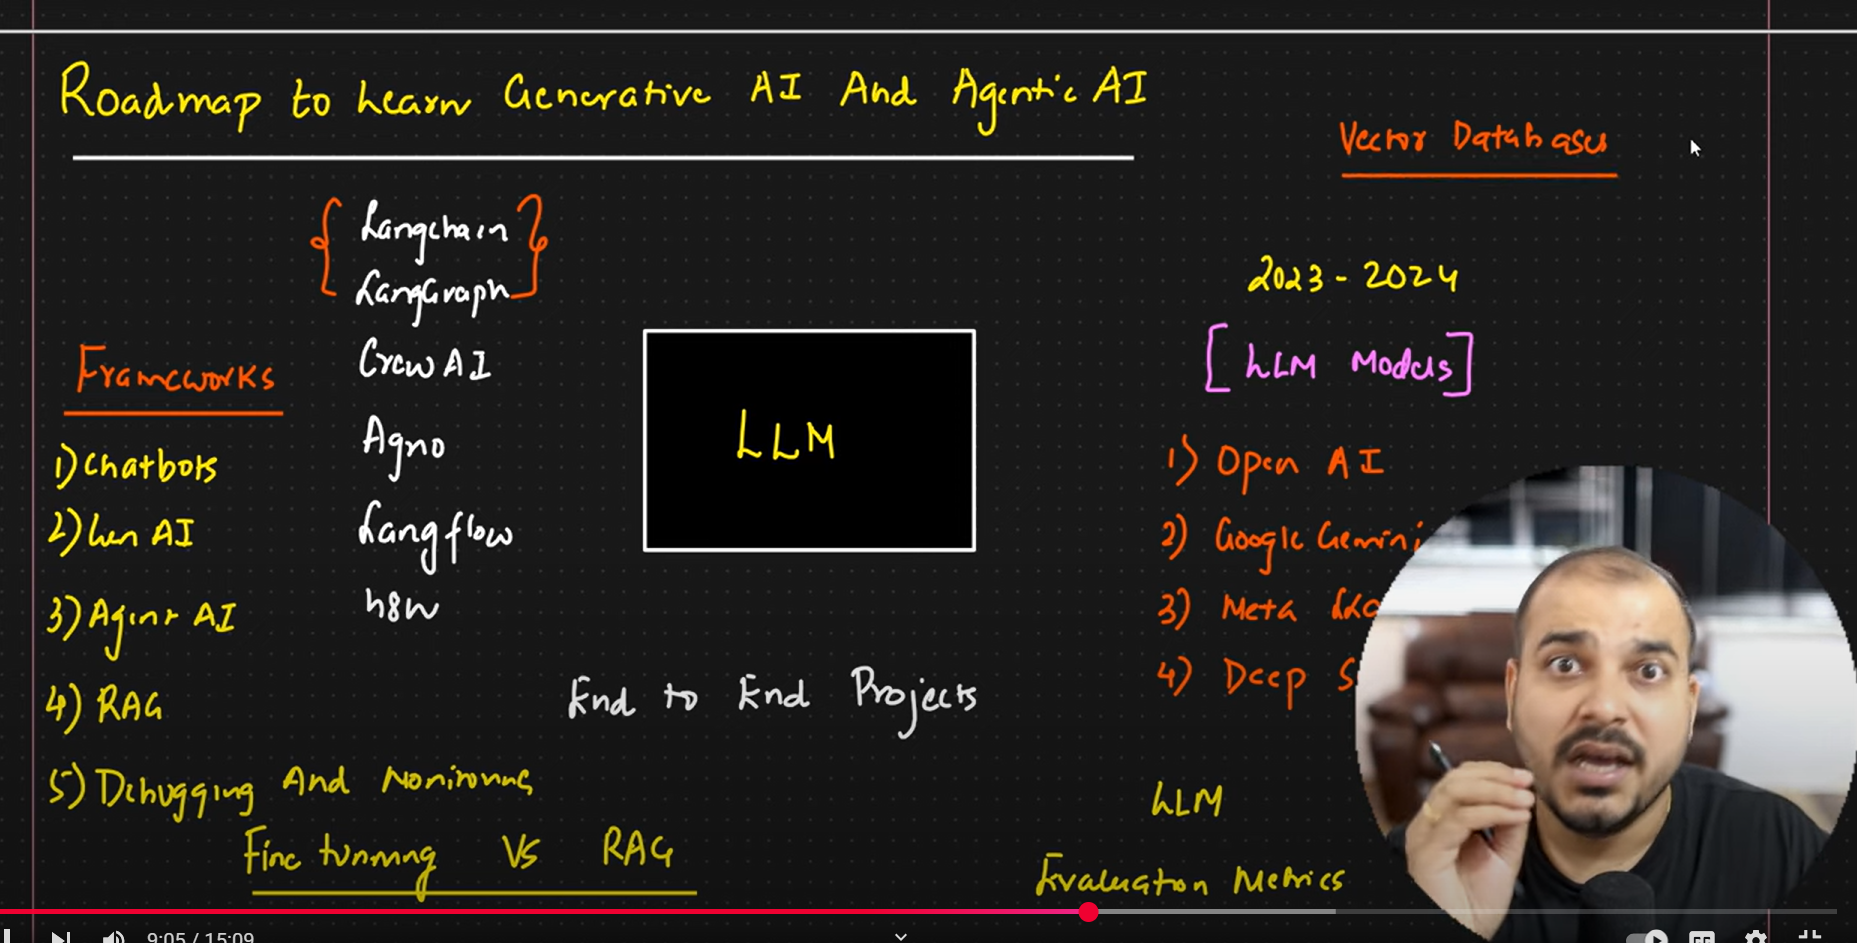 Roadmap to Learn Generative AI And Agentic AI
Vector Databases
Langchain
LangGraph
Crew AI
Agno
Langflow
n8n
Frameworks
1) Chatbots
2) Gen AI
3) Agent AI
4) RAG
5) Debugging And Monitoring
Fine tunning Vs RAG
LLM
End to End Projects
2023 - 2024
[LLM Models]
1) Open AI
2) Google Gemini
3) Meta
4) Deep S
LLM
Evaluation Metrics
9:05 / 15:09